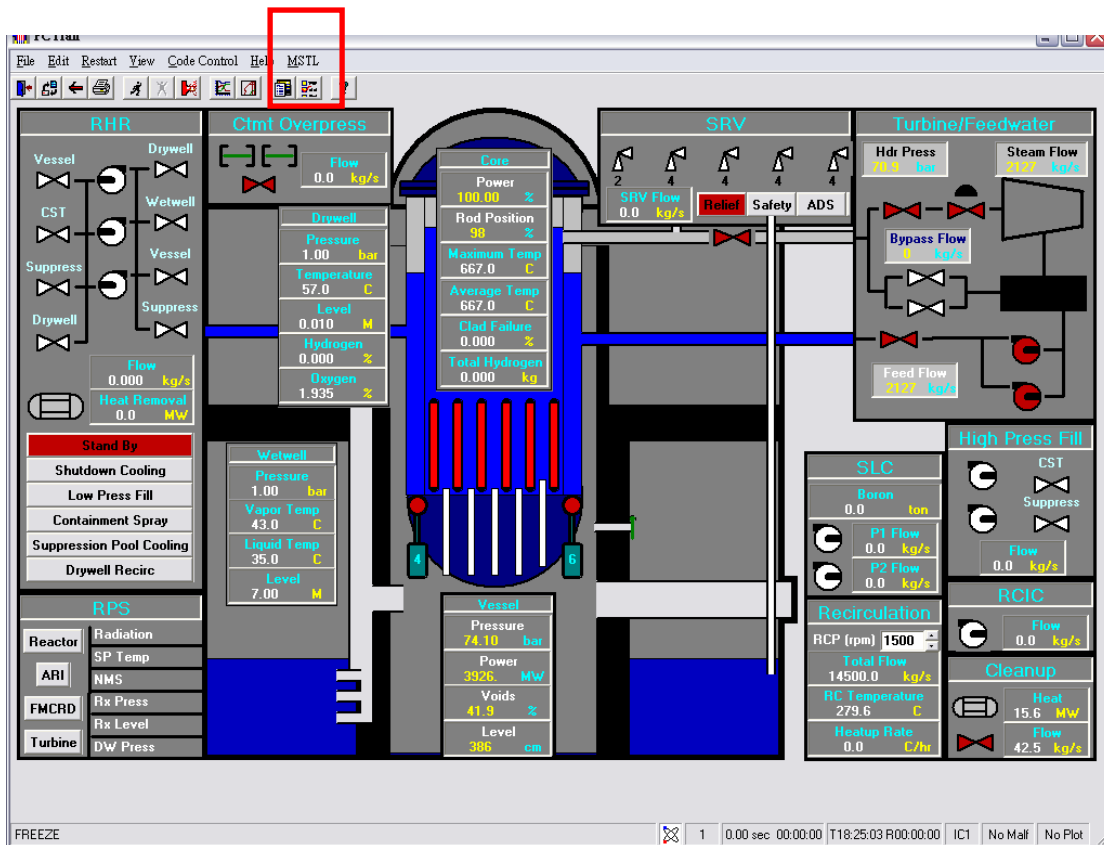 PCTran
File Edit Restart View Code Control Help MSTL
RHR
Vessel
Drywell
CST
Wetwell
Suppress
Vessel
Drywell
Suppress
Flow
0.000 kg/s
Heat Removal
0.0 MW
Stand By
Shutdown Cooling
Low Press Fill
Containment Spray
Suppression Pool Cooling
Drywell Recirc
RPS
Reactor
ARI
FMCRD
Turbine
Radiation
SP Temp
NMS
Rx Press
Rx Level
DW Press
Ctmt Overpress
Flow
0.0 kg/s
Drywell
Pressure
1.00 bar
Temperature
57.0 C
Level
0.010 M
Hydrogen
0.000 %
Oxygen
1.935 %
Wetwell
Pressure
1.00 bar
Vapor Temp
43.0 C
Liquid Temp
35.0 C
Level
7.00 M
Core
Power
100.00 %
Rod Position
98 %
Maximum Temp
667.0 C
Average Temp
667.0 C
Clad Failure
0.000 %
Total Hydrogen
0.000 kg
4
6
Vessel
Pressure
74.10 bar
Power
3926. MW
Voids
41.9 %
Level
386 cm
SRV
2 4 4 4 4
SRV Flow
0.0 kg/s
Relief Safety ADS
Turbine/Feedwater
Hdr Press
70.9 bar
Steam Flow
2127 kg/s
Bypass Flow
0 kg/s
Feed Flow
2127 kg/s
SLC
Boron
0.0 ton
P1 Flow
0.0 kg/s
P2 Flow
0.0 kg/s
High Press Fill
CST
Suppress
Flow
0.0 kg/s
Recirculation
RCP (rpm) 1500
Total Flow
14500.0 kg/s
RC Temperature
279.6 C
Heatup Rate
0.0 C/hr
RCIC
Flow
0.0 kg/s
Cleanup
Heat
15.6 MW
Flow
42.5 kg/s
FREEZE
1 0.00 sec 00:00:00 T18:25:03 R00:00:00 IC1 No Malf No Plot